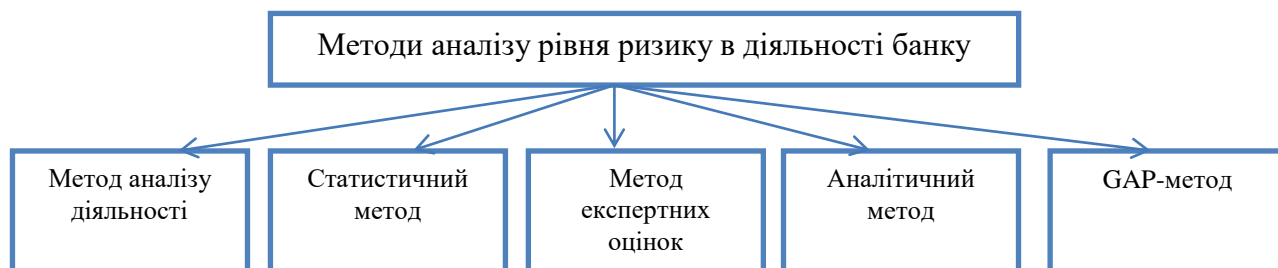 Методи аналізу рівня ризику в діяльності банку
Метод аналізу
діяльності
Статистичний
метод
Метод
експертних
оцінок
Аналітичний
метод
GAP-метод